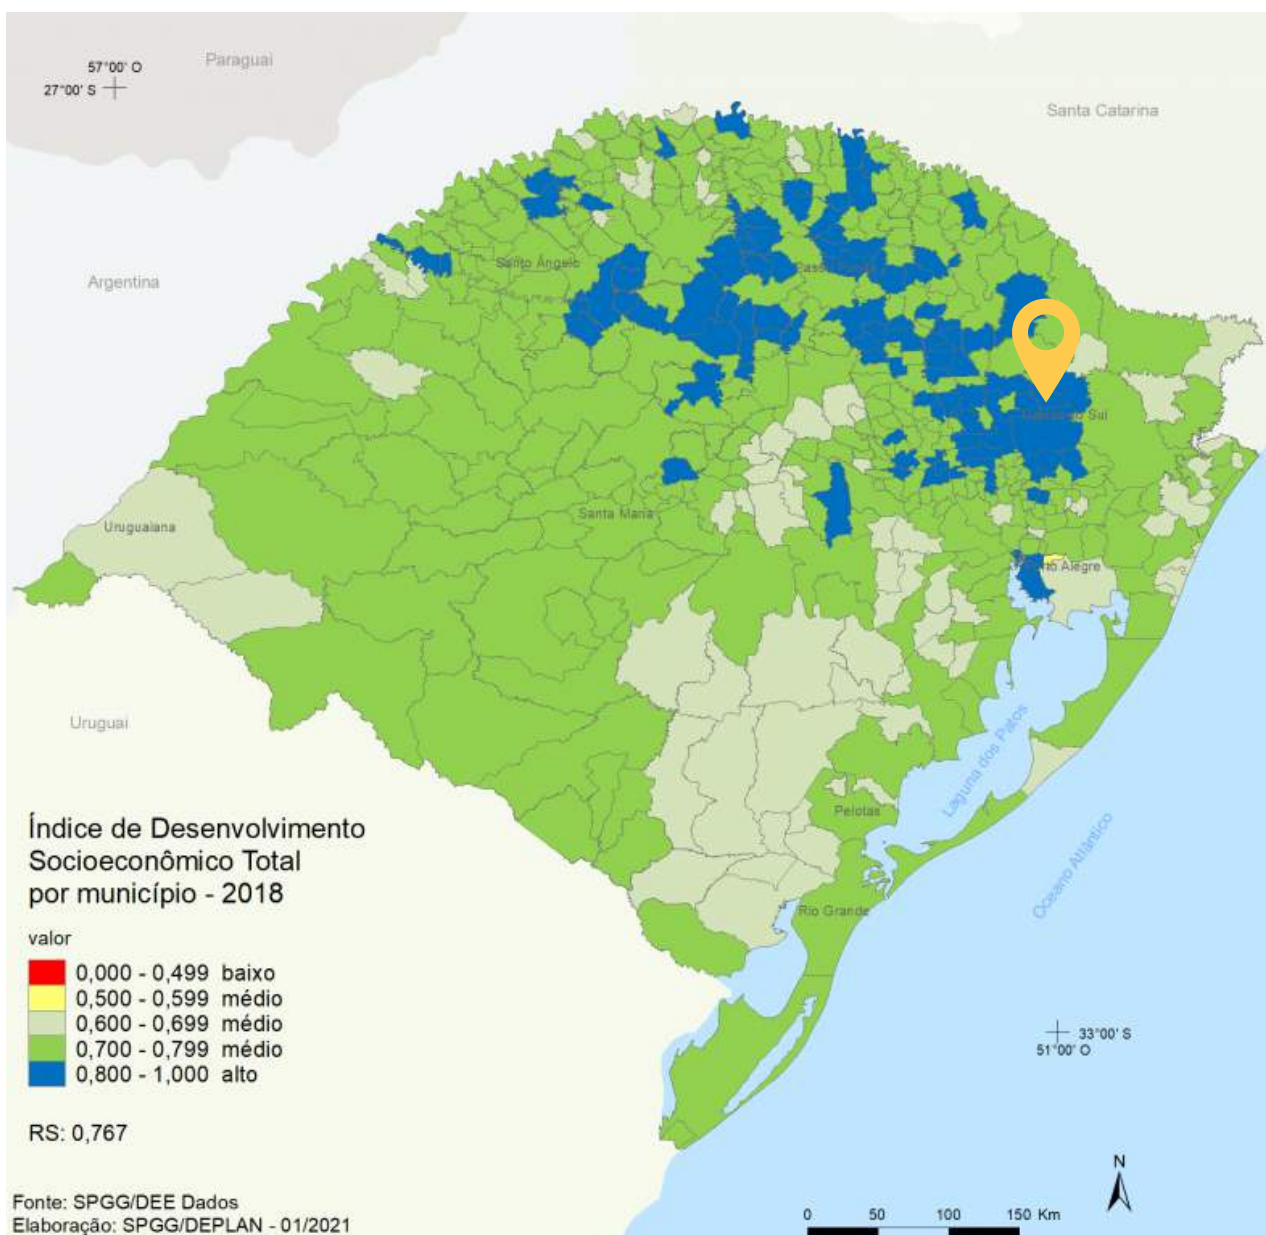 57°00' O
27°00' S
Paraguai
Santa Catarina
Argentina
Santo Ângelo
Uruguaiana
Santa Maria
Alegre
Uruguai
Laguna dos Patos
Pelotas
Oceano Atlântico
Rio Grande
Índice de Desenvolvimento
Socioeconômico Total
por município - 2018
valor
0,000 - 0,499 baixo
0,500 - 0,599 médio
0,600 - 0,699 médio
0,700 - 0,799 médio
0,800 - 1,000 alto
33°00' S
51°00' O
RS: 0,767
N
Fonte: SPGG/DEE Dados
Elaboração: SPGG/DEPLAN - 01/2021
0 50 100 150 Km